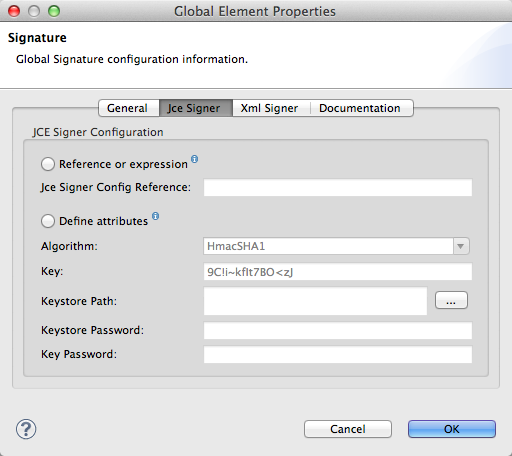 Global Element Properties
Signature
Global Signature configuration information.
General Jce Signer Xml Signer Documentation
JCE Signer Configuration
Reference or expression
Jce Signer Config Reference:
Define attributes
Algorithm: HmacSHA1
Key: 9C!i~kfIt7BO<zJ
Keystore Path: ...
Keystore Password:
Key Password:
? Cancel OK